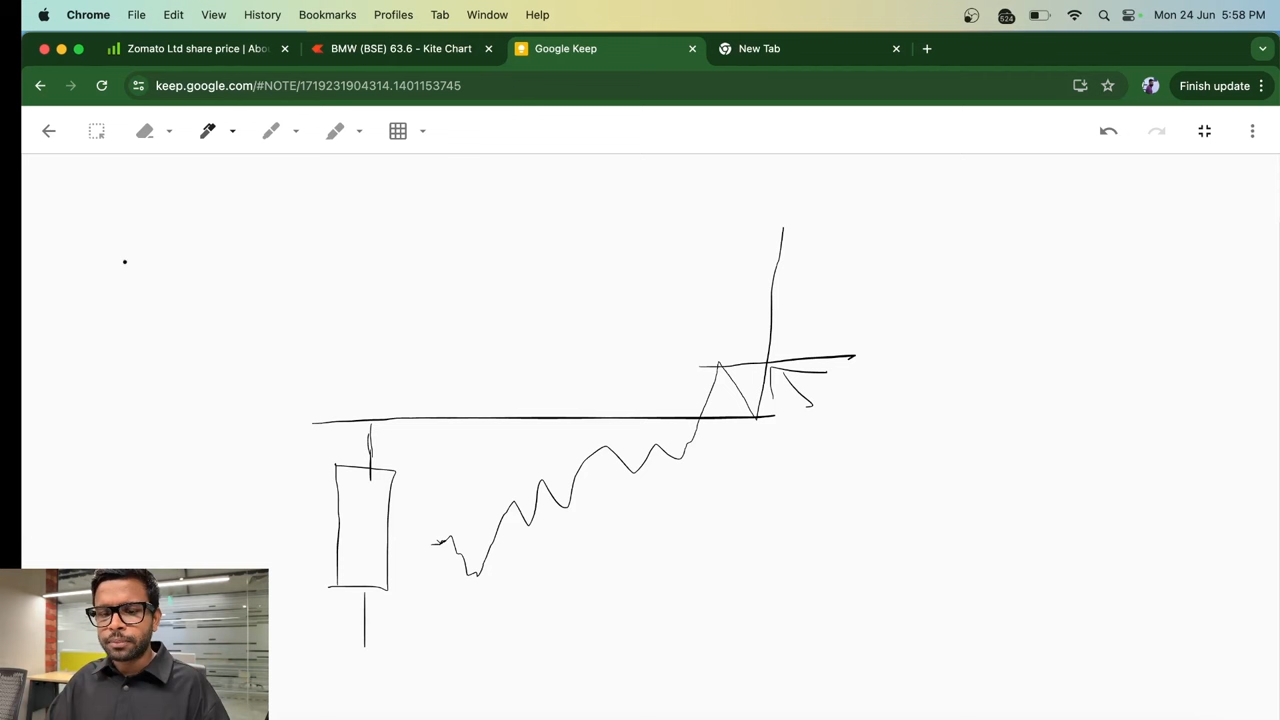 Chrome File Edit View History Bookmarks Profiles Tab Window Help 524 Mon 24 Jun 5:58 PM
Zomato Ltd share price | Abo BMW (BSE) 63.6 - Kite Chart Google Keep New Tab
keep.google.com/#NOTE/1719231904314.1401153745 Finish update